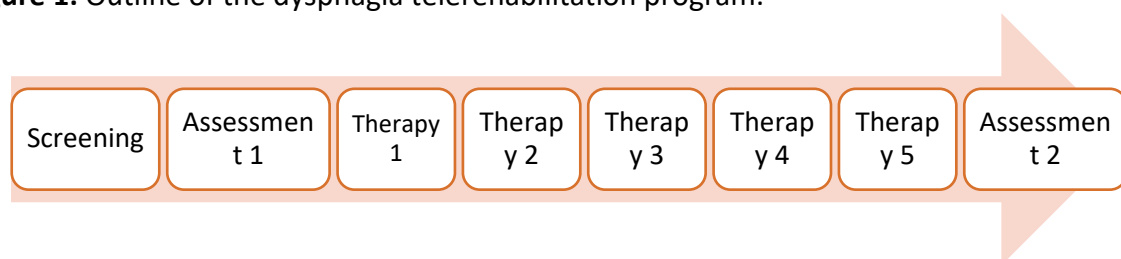 ure 1. Outline of the dysphagia telerehabilitation program.
Screening
Assessmen
t 1
Therapy
1
Therap
y 2
Therap
y 3
Therap
y 4
Therap
y 5
Assessmen
t 2